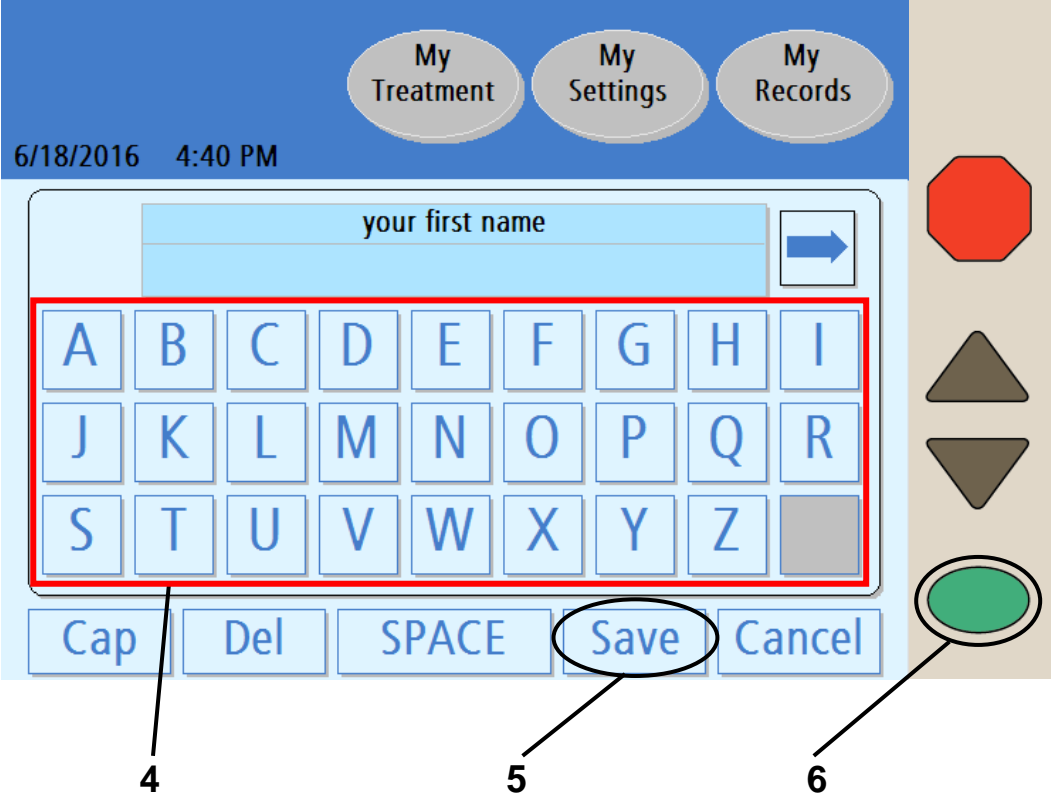 My Treatment
My Settings
My Records
6/18/2016 4:40 PM
your first name
A B C D E F G H I
J K L M N O P Q R
S T U V W X Y Z
Cap Del SPACE Save Cancel
4 5 6